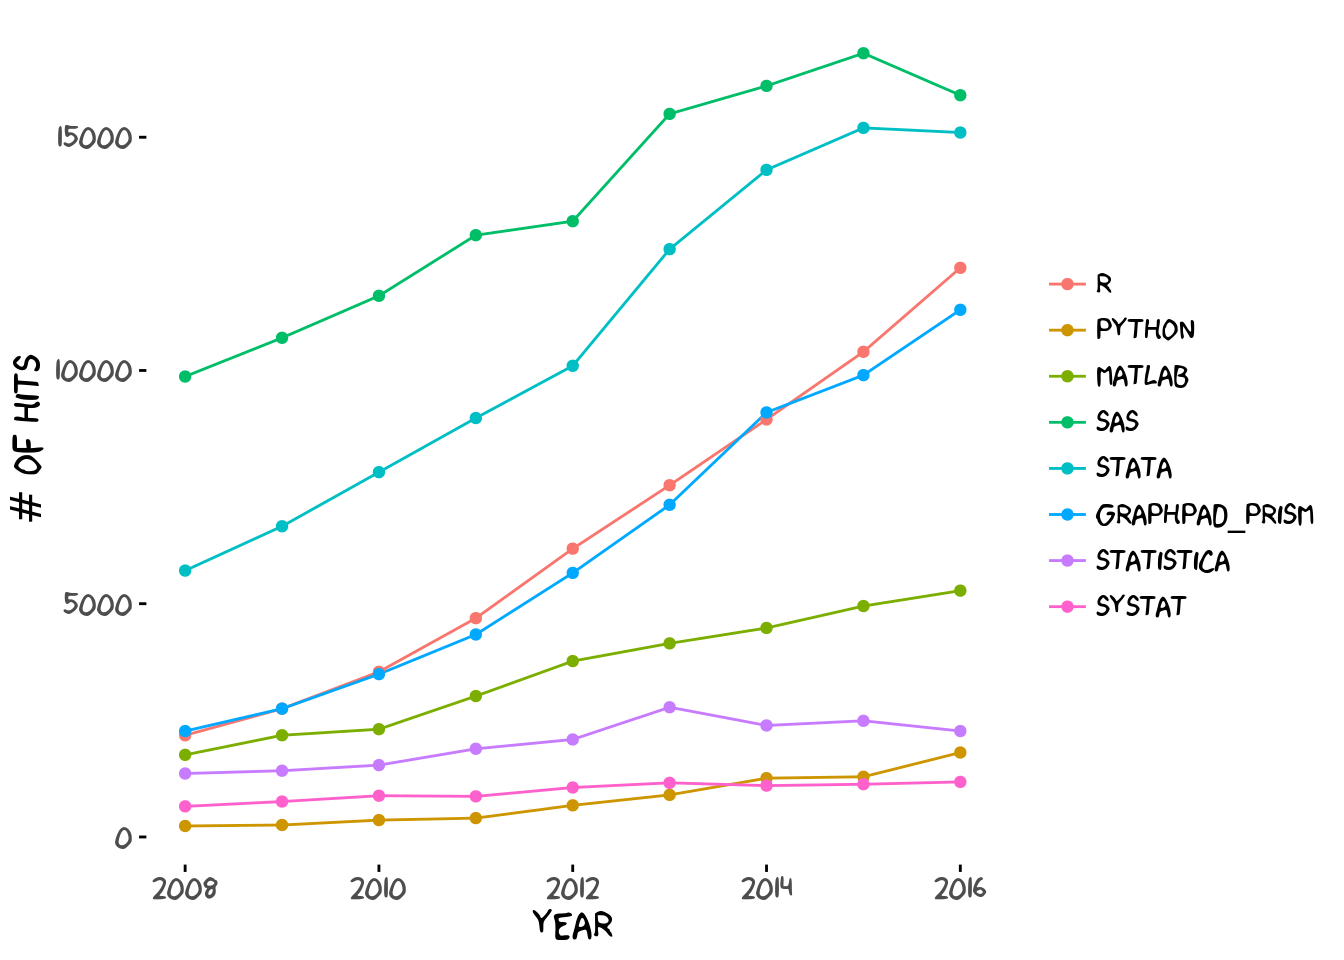 15000
10000
5000
0
# OF HITS
2008 2010 2012 2014 2016
YEAR
R
PYTHON
MATLAB
SAS
STATA
GRAPHPAD_PRISM
STATISTICA
SYSTAT